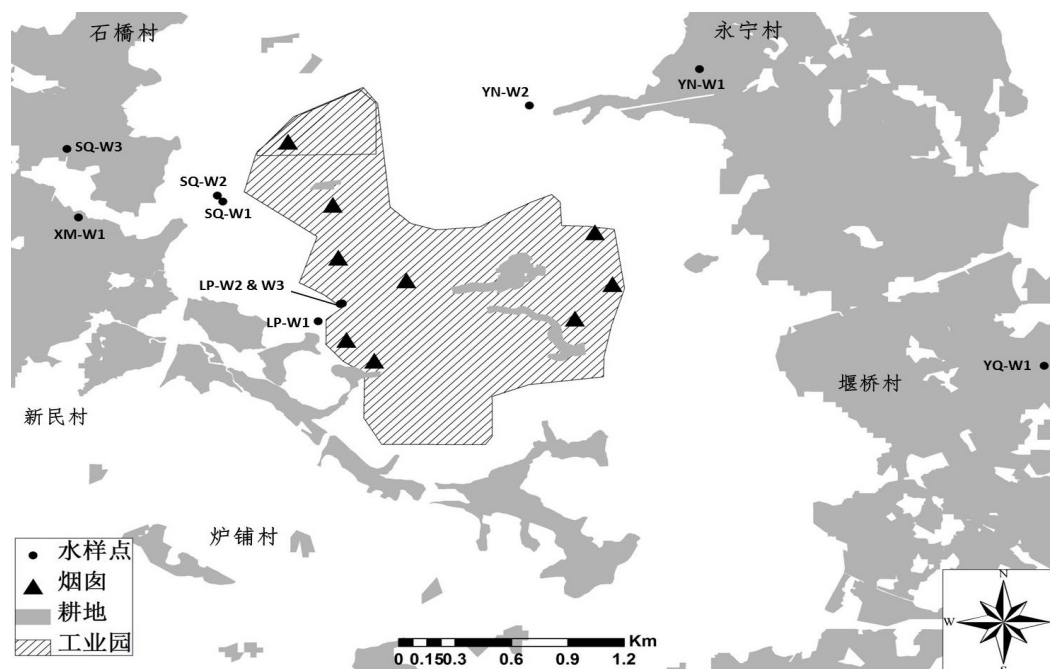 石橋村
永宁村
YN-W1
YN-W2
SQ-W3
SQ-W2
SQ-W1
XM-W1
LP-W2 & W3
LP-W1
YQ-W1
堰桥村
新民村
炉铺村
水样点
烟囱
耕地
工业园
Km
0 0.150.3 0.6 0.9 1.2
N
W
S